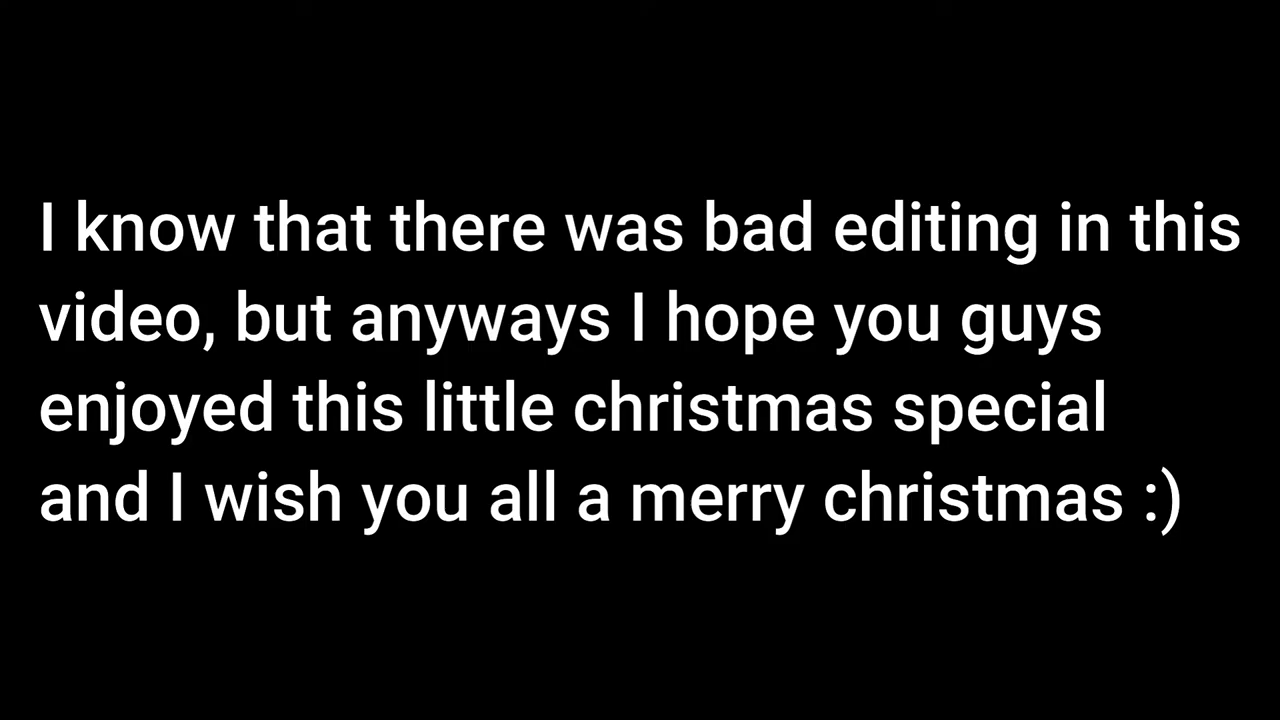 I know that there was bad editing in this
video, but anyways I hope you guys
enjoyed this little christmas special
and I wish you all a merry christmas :)